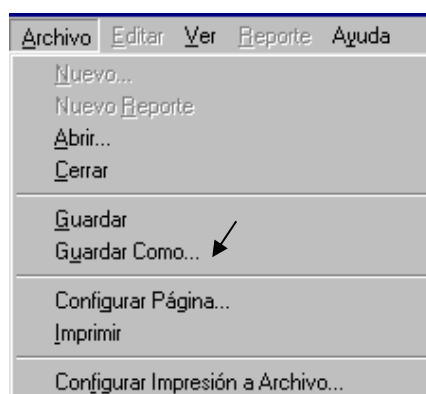 Archivo Editar Ver Reporte Ayuda
Nuevo...
Nuevo Reporte
Abrir...
Cerrar
Guardar
Guardar Como...
Configurar Página...
Imprimir
Configurar Impresión a Archivo...